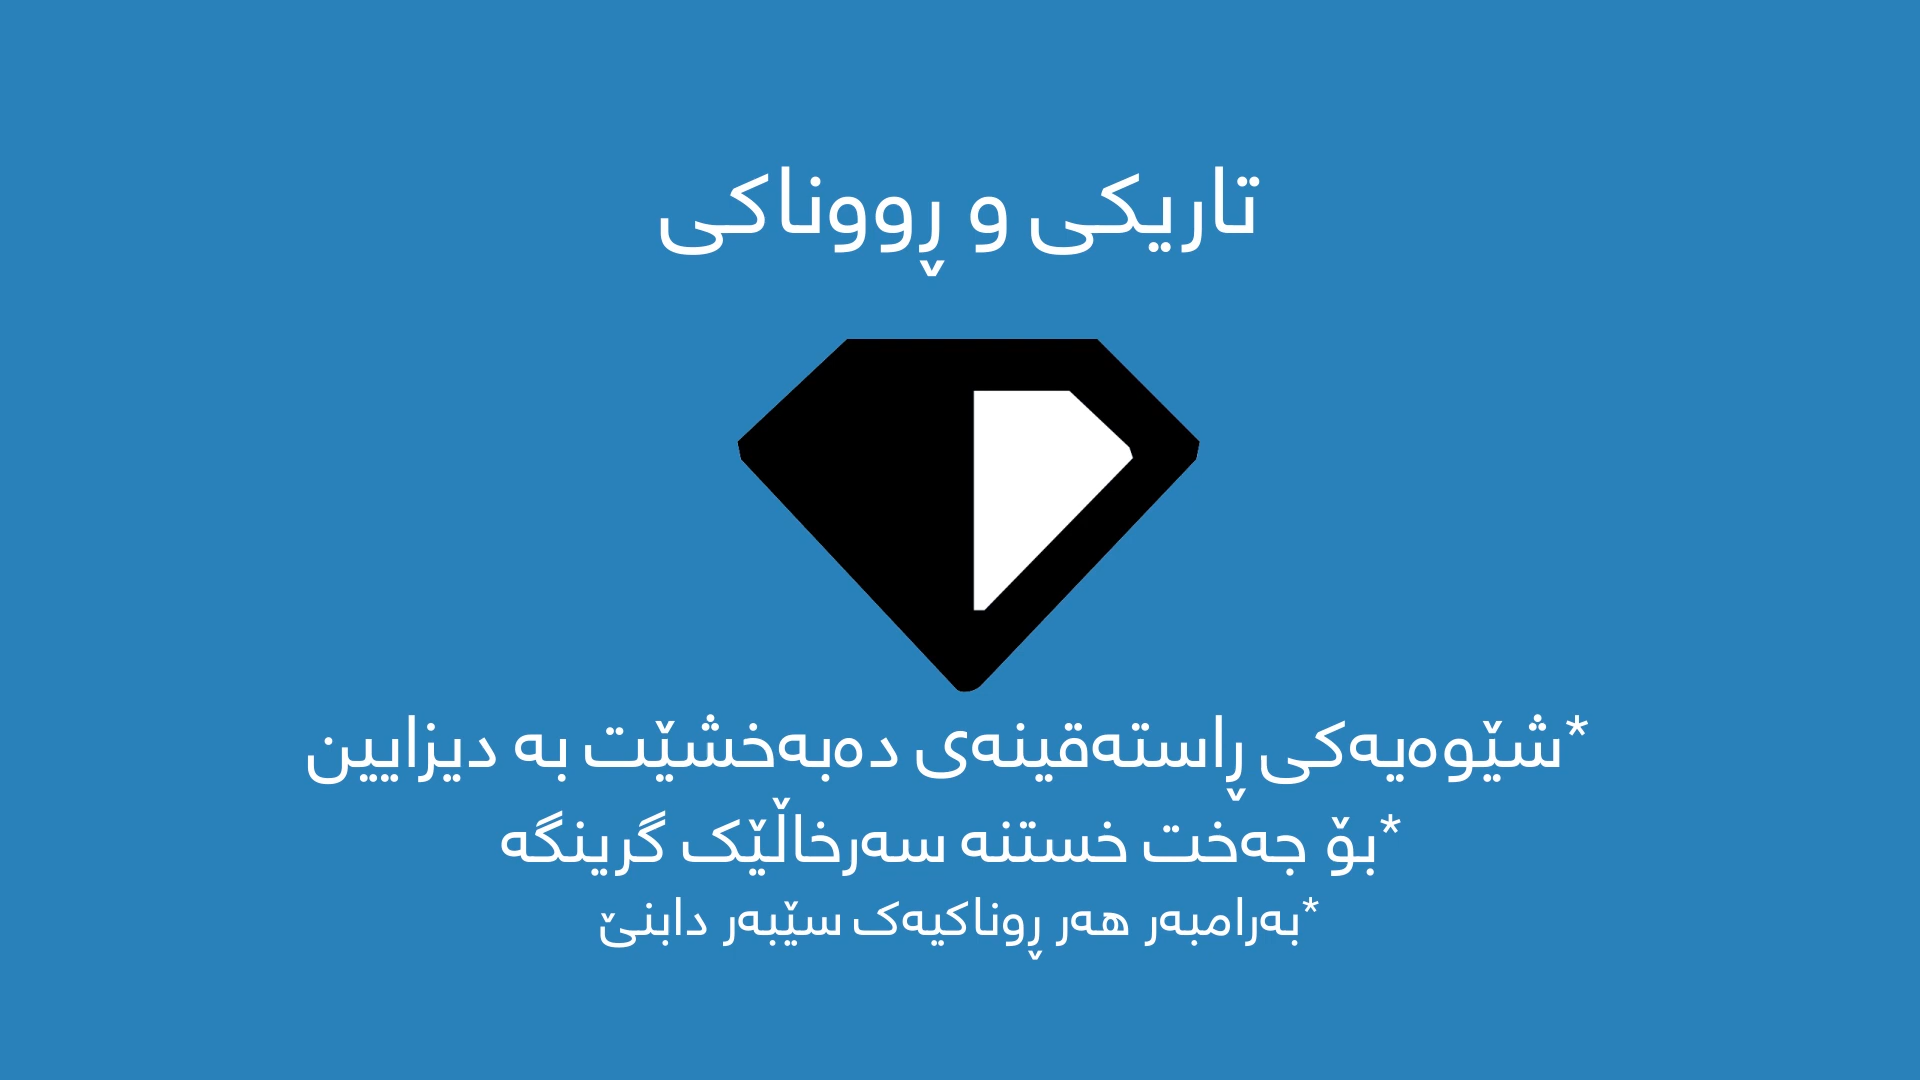 تاریکی و ڕووناکی
*شێوەیەکی ڕاستەقینەی دەبەخشێت بە دیزایین
*بۆ جەخت خستنە سەرخاڵێک گرینگە
*بەرامبەر هەر ڕوناکیەک سێبەر دابنێ